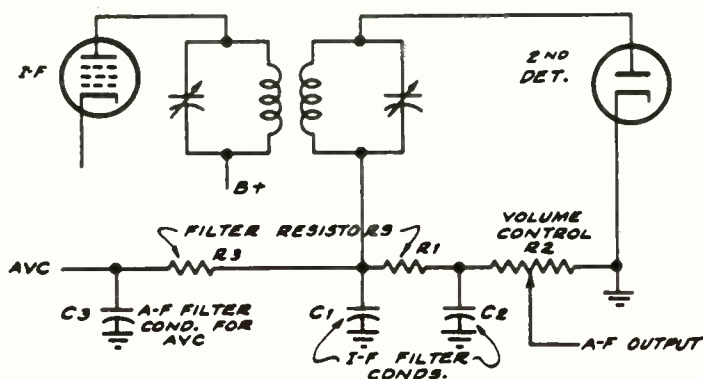 I-F
2ND
DET.
B+
FILTER RESISTORS
VOLUME
CONTROL
R2
AVC
R3
R1
C3
A-F FILTER
COND. FOR
AVC
C1
C2
I-F FILTER
CONDS.
A-F OUTPUT